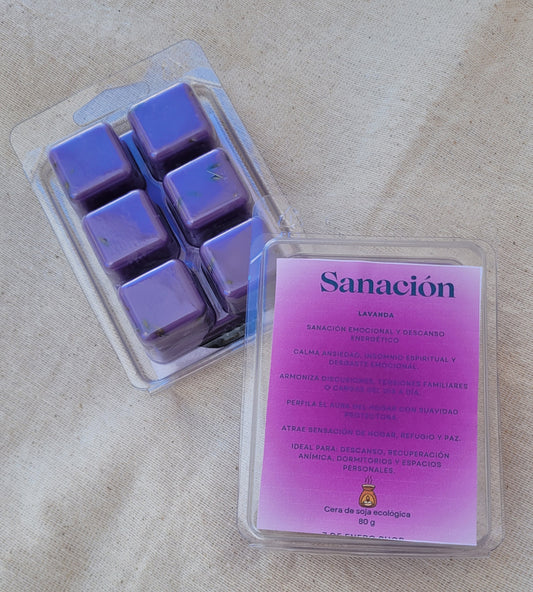 Sanación
LAVANDA
SANACIÓN EMOCIONAL Y DESCANSO
ENERGÉTICO
CALMA ANSIEDAD, INSOMNIO ESPIRITUAL Y
DESGASTE EMOCIONAL.
ARMONIZA DISCUSIONES, TENSIONES FAMILIARES
O CARGAS DEL DÍA A DÍA.
PERFILA EL AURA DEL HOGAR CON SUAVIDAD
PROTECTORA.
ATRAE SENSACIÓN DE HOGAR, REFUGIO Y PAZ.
IDEAL PARA: DESCANSO, RECUPERACIÓN
ANÍMICA, DORMITORIOS Y ESPACIOS
PERSONALES.
Cera de soja ecológica
80 g